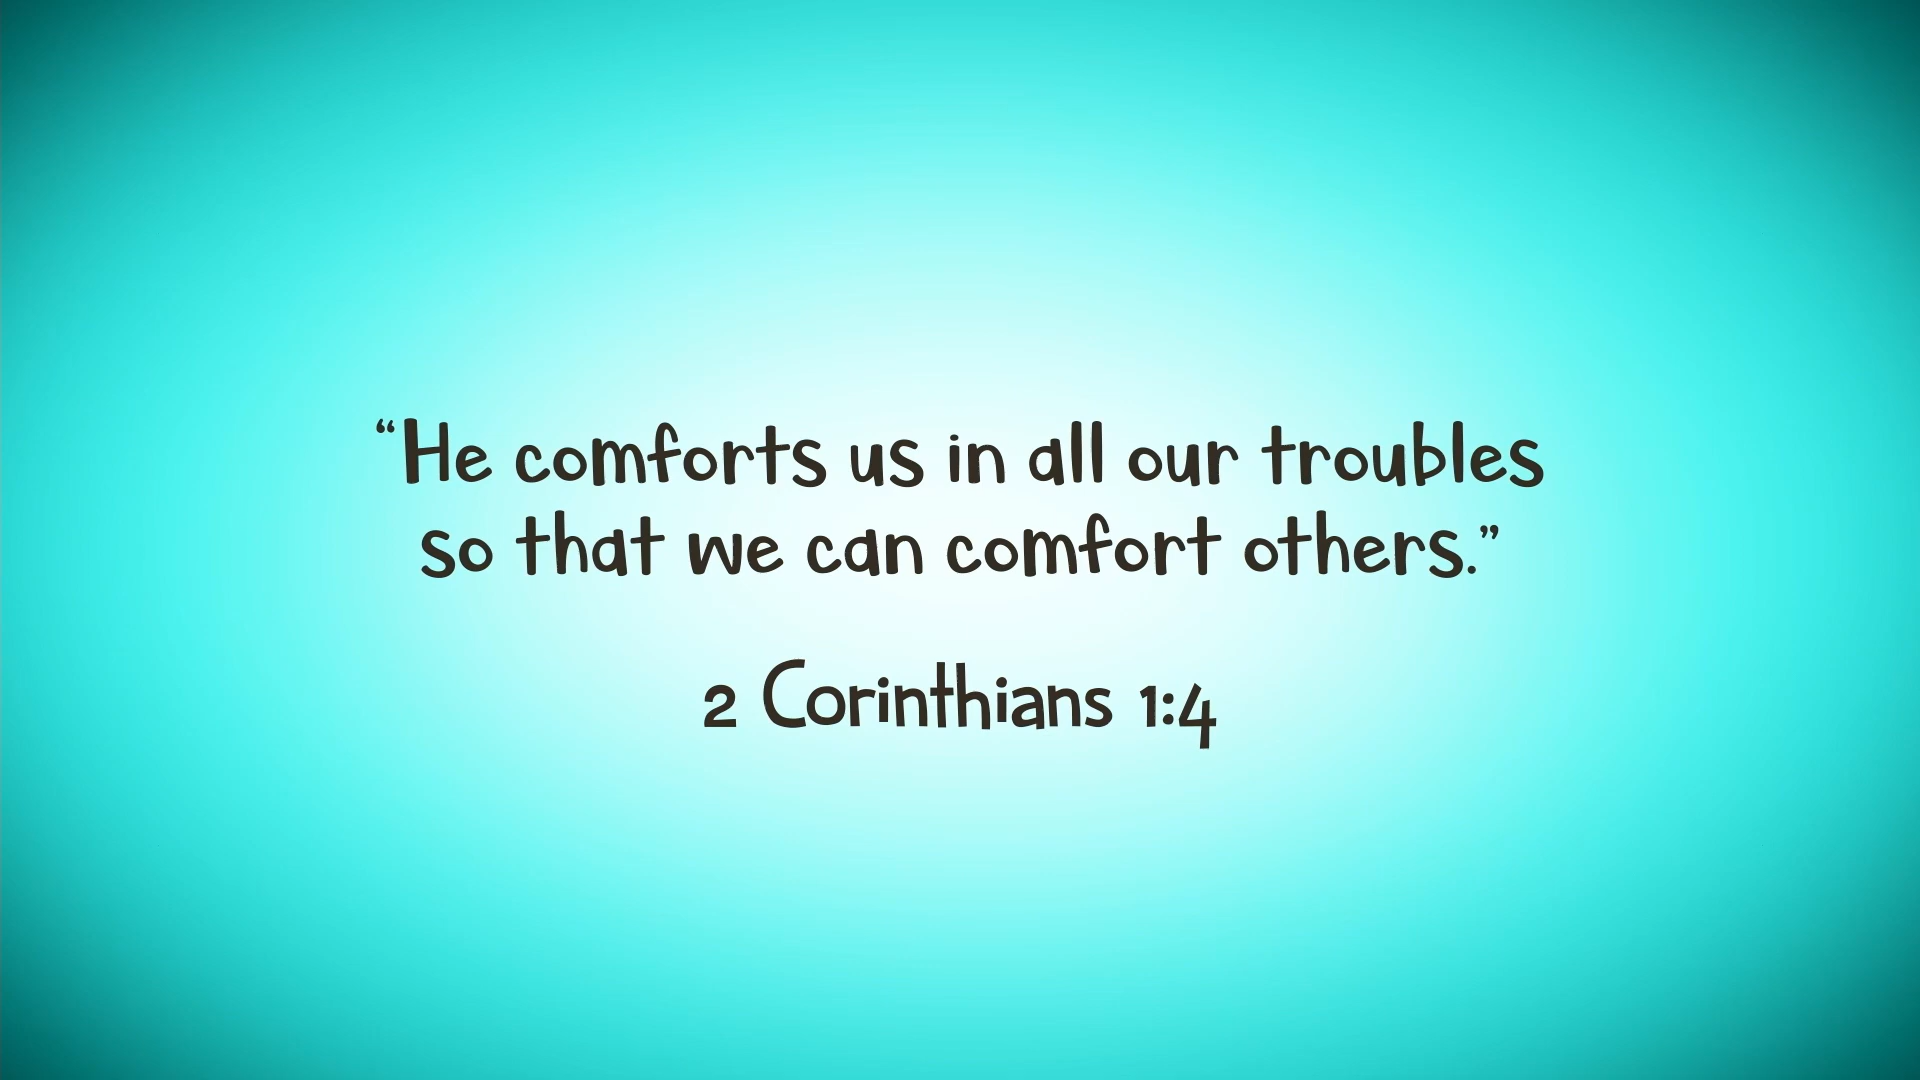 “He comforts us in all our troubles
so that we can comfort others.”
2 Corinthians 1:4